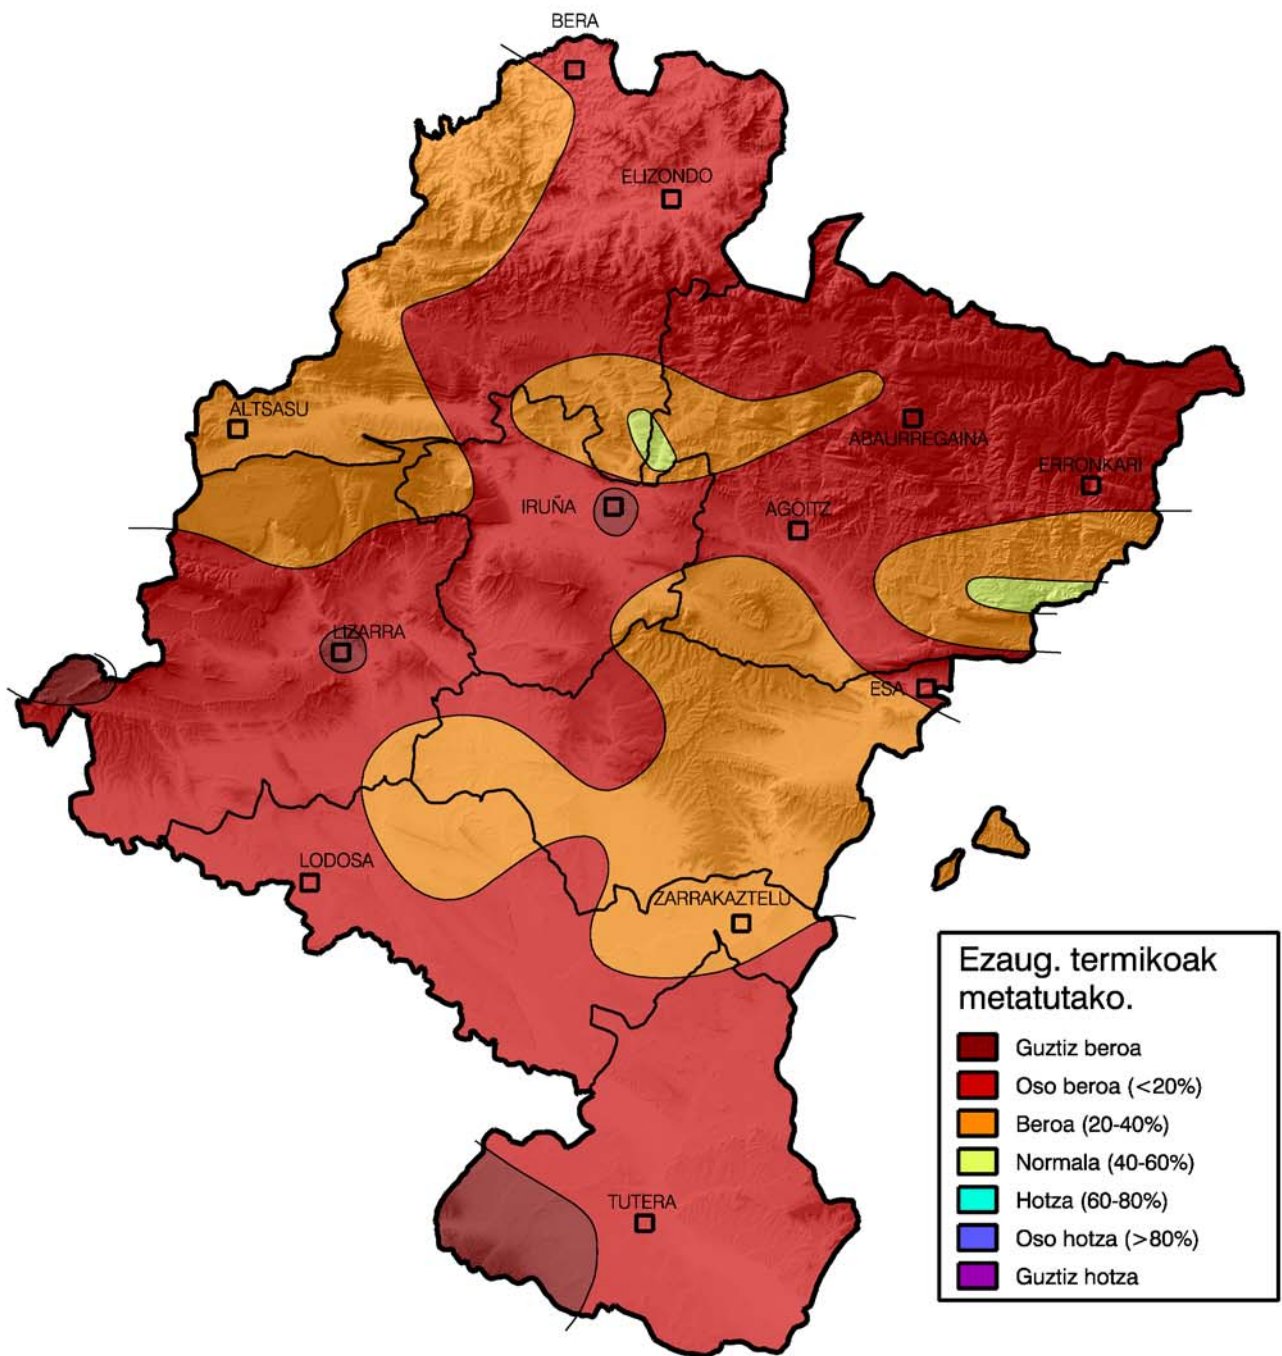 BERA
ELIZONDO
ALTSASU
ABAURREGAINA
ERRONKARI
IRUÑA
AGOITZ
LIZARRA
ESA
LODOSA
ZARRAKAZTELU
TUTERA
Ezaug. termikoak
metatutako.
Guztiz beroa
Oso beroa (<20%)
Beroa (20-40%)
Normala (40-60%)
Hotza (60-80%)
Oso hotza (>80%)
Guztiz hotza